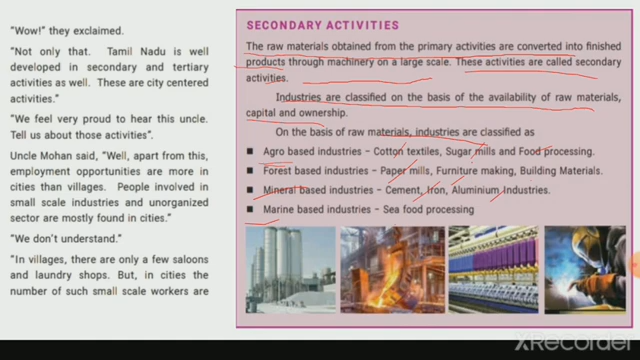 "Wow!" they exclaimed.
"Not only that. Tamil Nadu is well
developed in secondary and tertiary
activities as well. These are city centered
activities."
"We feel very proud to hear this uncle.
Tell us about those activities".
Uncle Mohan said, "Well, apart from this,
employment opportunities are more in
cities than villages. People involved in
small scale industries and unorganized
sector are mostly found in cities."
"We don't understand."
"In villages, there are only a few saloons
and laundry shops. But, in cities the
number of such small scale workers are
SECONDARY ACTIVITIES
The raw materials obtained from the primary activities are converted into finished
products through machinery on a large scale. These activities are called secondary
activities.
Industries are classified on the basis of the availability of raw materials,
capital and ownership.
On the basis of raw materials, industries are classified as
■ Agro based industries – Cotton textiles, Sugar mills and Food processing.
■ Forest based industries – Paper mills, Furniture making, Building Materials.
■ Mineral based industries – Cement, Iron, Aluminium Industries.
■ Marine based industries – Sea food processing
XRecorder